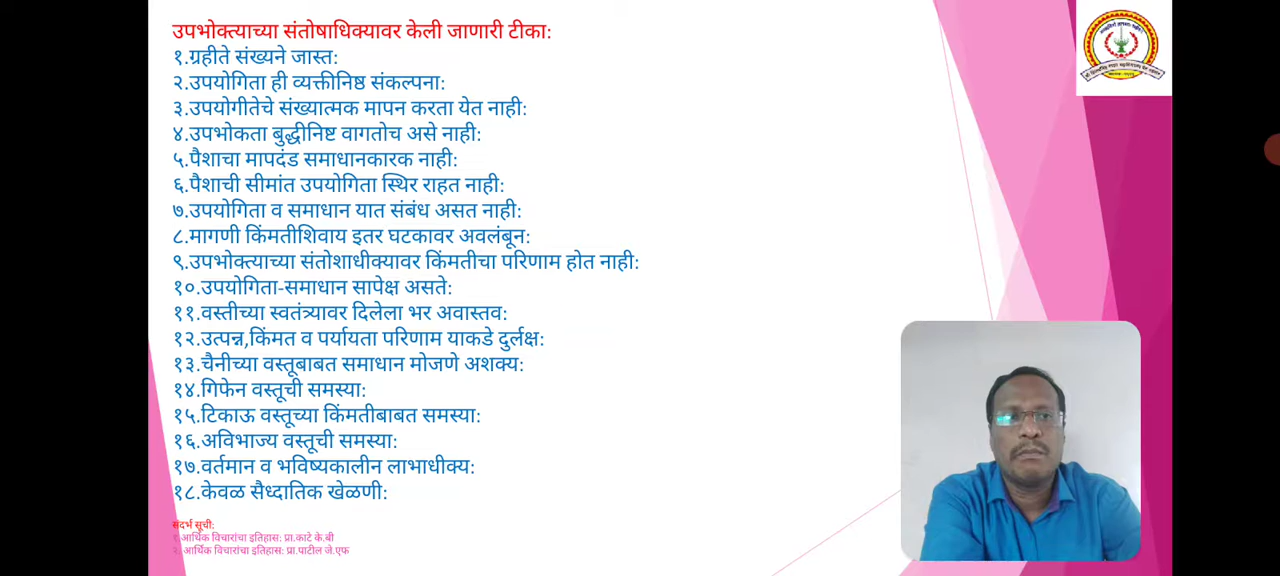 उपभोक्त्याच्या संतोषाधिक्यावर केली जाणारी टीका:
१.ग्रहीते संख्यने जास्त:
२.उपयोगिता ही व्यक्तीनिष्ठ संकल्पना:
३.उपयोगीतेचे संख्यात्मक मापन करता येत नाही:
४.उपभोकता बुद्धीनिष्ट वागतोच असे नाही:
५.पैशाचा मापदंड समाधानकारक नाही:
६.पैशाची सीमांत उपयोगिता स्थिर राहत नाही:
७.उपयोगिता व समाधान यात संबंध असत नाही:
८.मागणी किंमतीशिवाय इतर घटकावर अवलंबून:
९.उपभोक्त्याच्या संतोशाधीक्यावर किंमतीचा परिणाम होत नाही:
१०.उपयोगिता-समाधान सापेक्ष असते:
११.वस्तीच्या स्वतंत्र्यावर दिलेला भर अवास्तव:
१२.उत्पन्न,किंमत व पर्यायता परिणाम याकडे दुर्लक्ष:
१३.चैनीच्या वस्तूबाबत समाधान मोजणे अशक्य:
१४.गिफेन वस्तूची समस्या:
१५.टिकाऊ वस्तूच्या किंमतीबाबत समस्या:
१६.अविभाज्य वस्तूची समस्या:
१७.वर्तमान व भविष्यकालीन लाभाधीक्य:
१८.केवळ सैध्दातिक खेळणी:
संदर्भ सूची:
१ आर्थिक विचारांचा इतिहास: प्रा.काटे के.बी
२. आर्थिक विचारांचा इतिहास: प्रा.पाटील जे.एफ